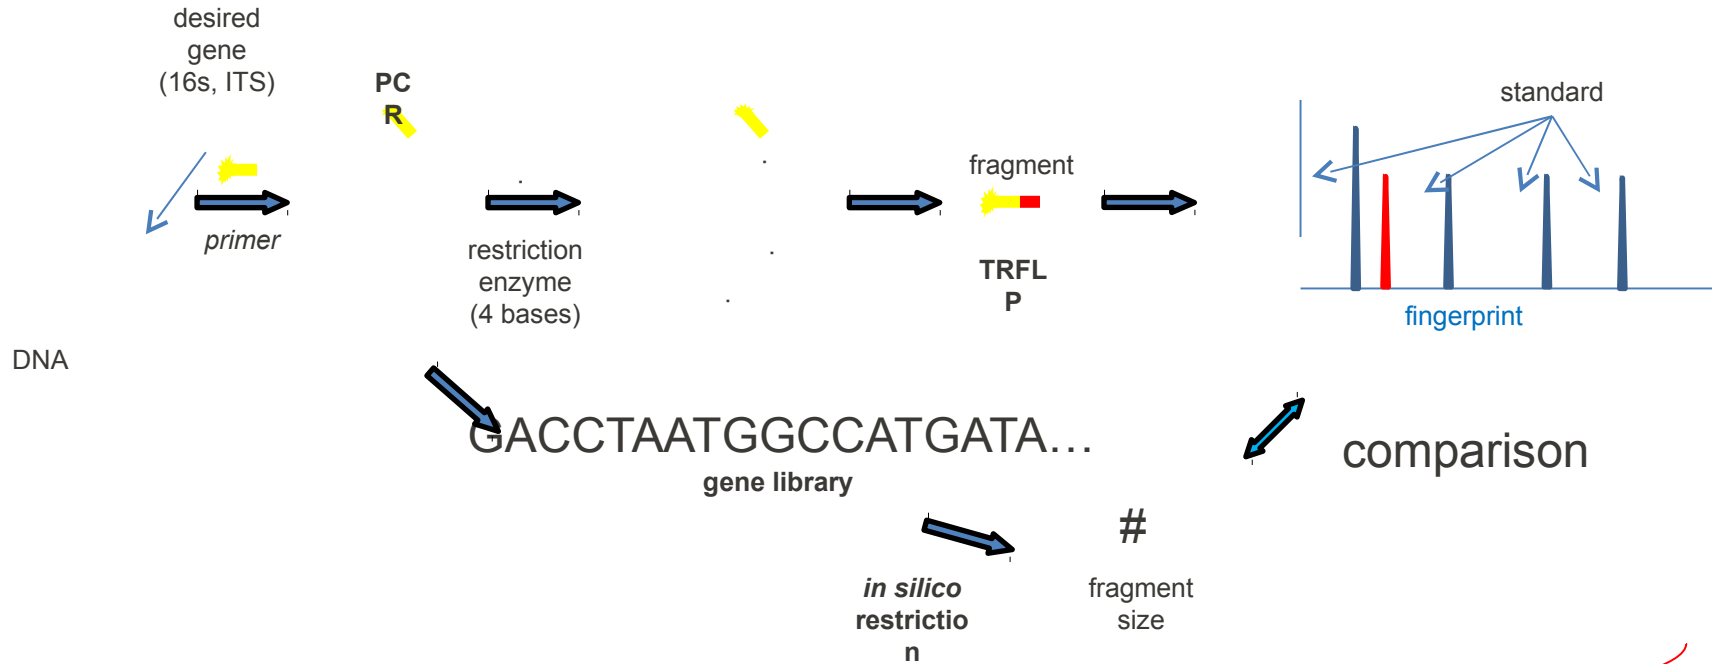 desired
gene
(16s, ITS)
PC
R
standard
fragment
primer
restriction
enzyme
(4 bases)
TRFL
P
fingerprint
DNA
GACCTAATGGCCATGATA…
gene library
comparison
#
in silico
restrictio
n
fragment
size